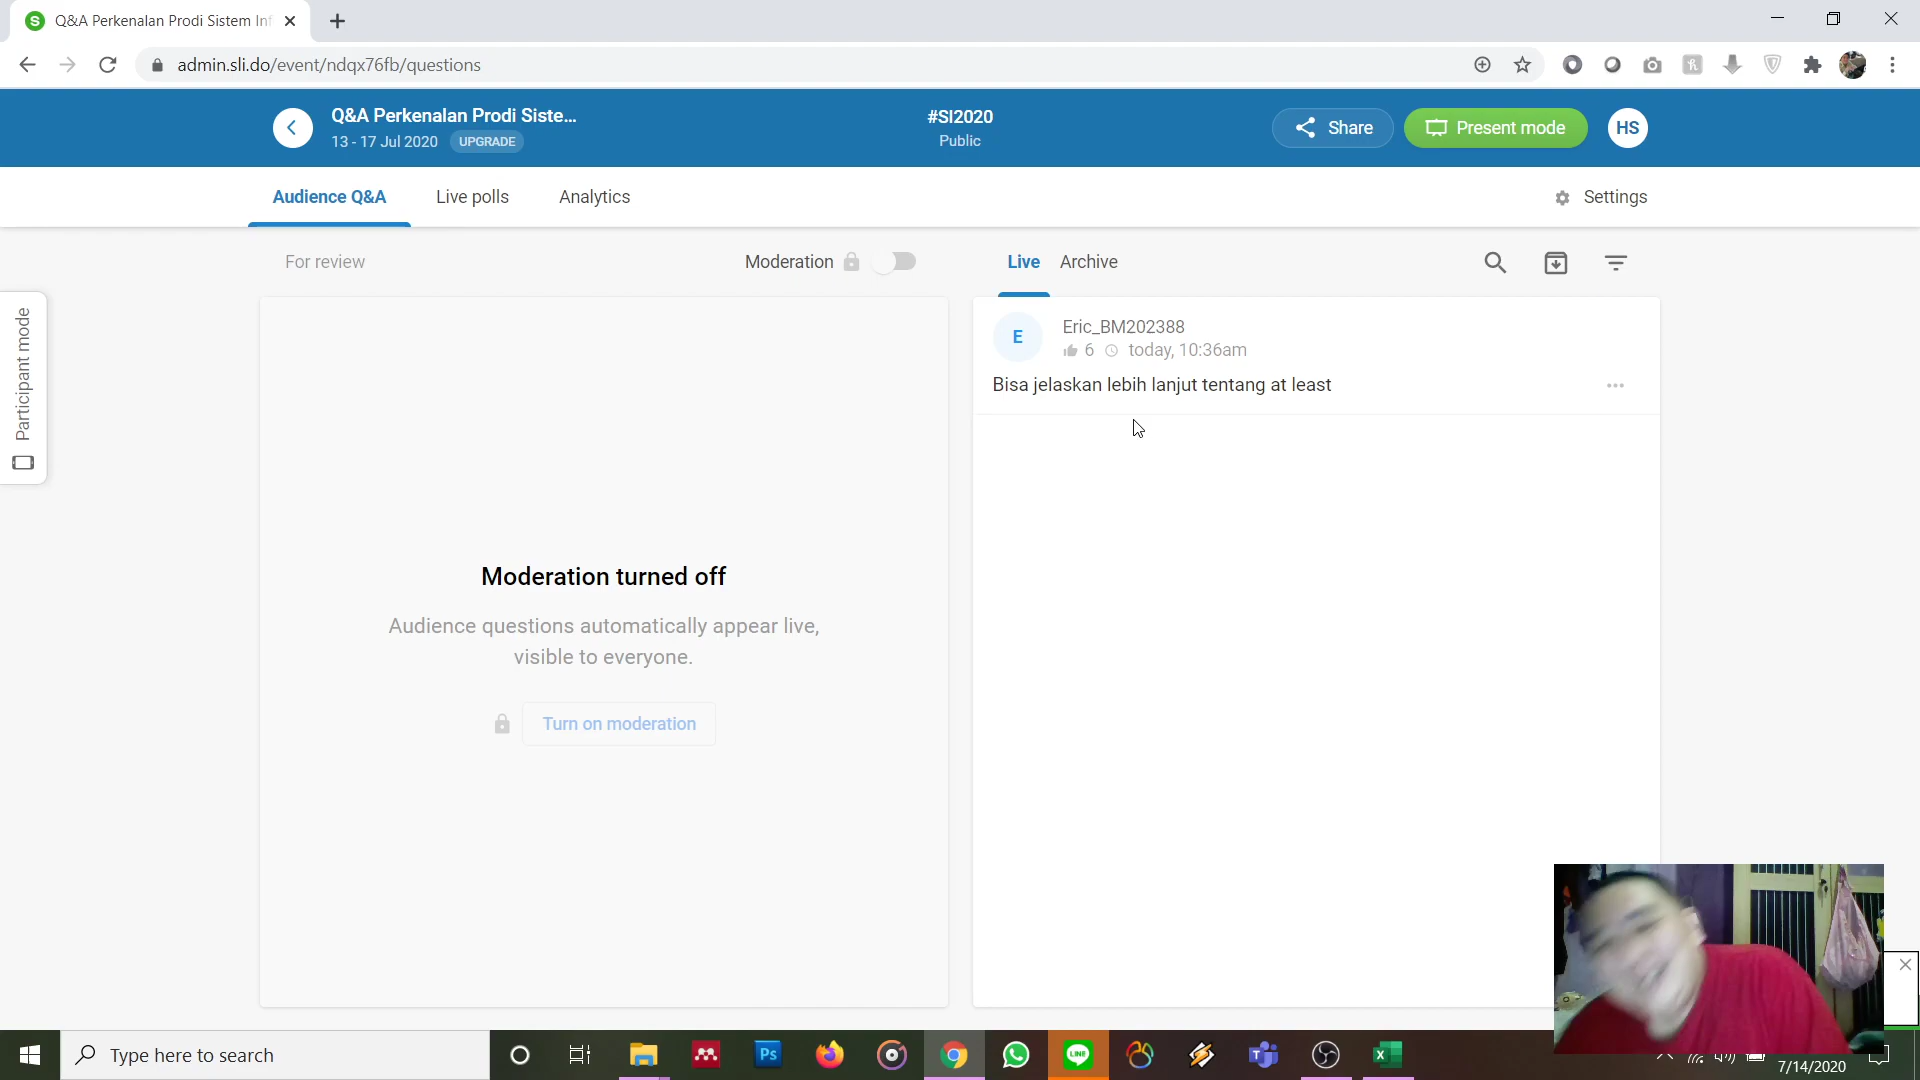 Q&A Perkenalan Prodi Sistem Inf
admin.sli.do/event/ndqx76fb/questions
Q&A Perkenalan Prodi Siste...
13 - 17 Jul 2020 UPGRADE
#SI2020
Public
Share
Present mode
HS
Audience Q&A
Live polls
Analytics
Settings
For review
Moderation
Live
Archive
Participant mode
E
Eric_BM202388
6 today, 10:36am
Bisa jelaskan lebih lanjut tentang at least
Moderation turned off
Audience questions automatically appear live,
visible to everyone.
Turn on moderation
Type here to search
Ps
LINE
7/14/2020